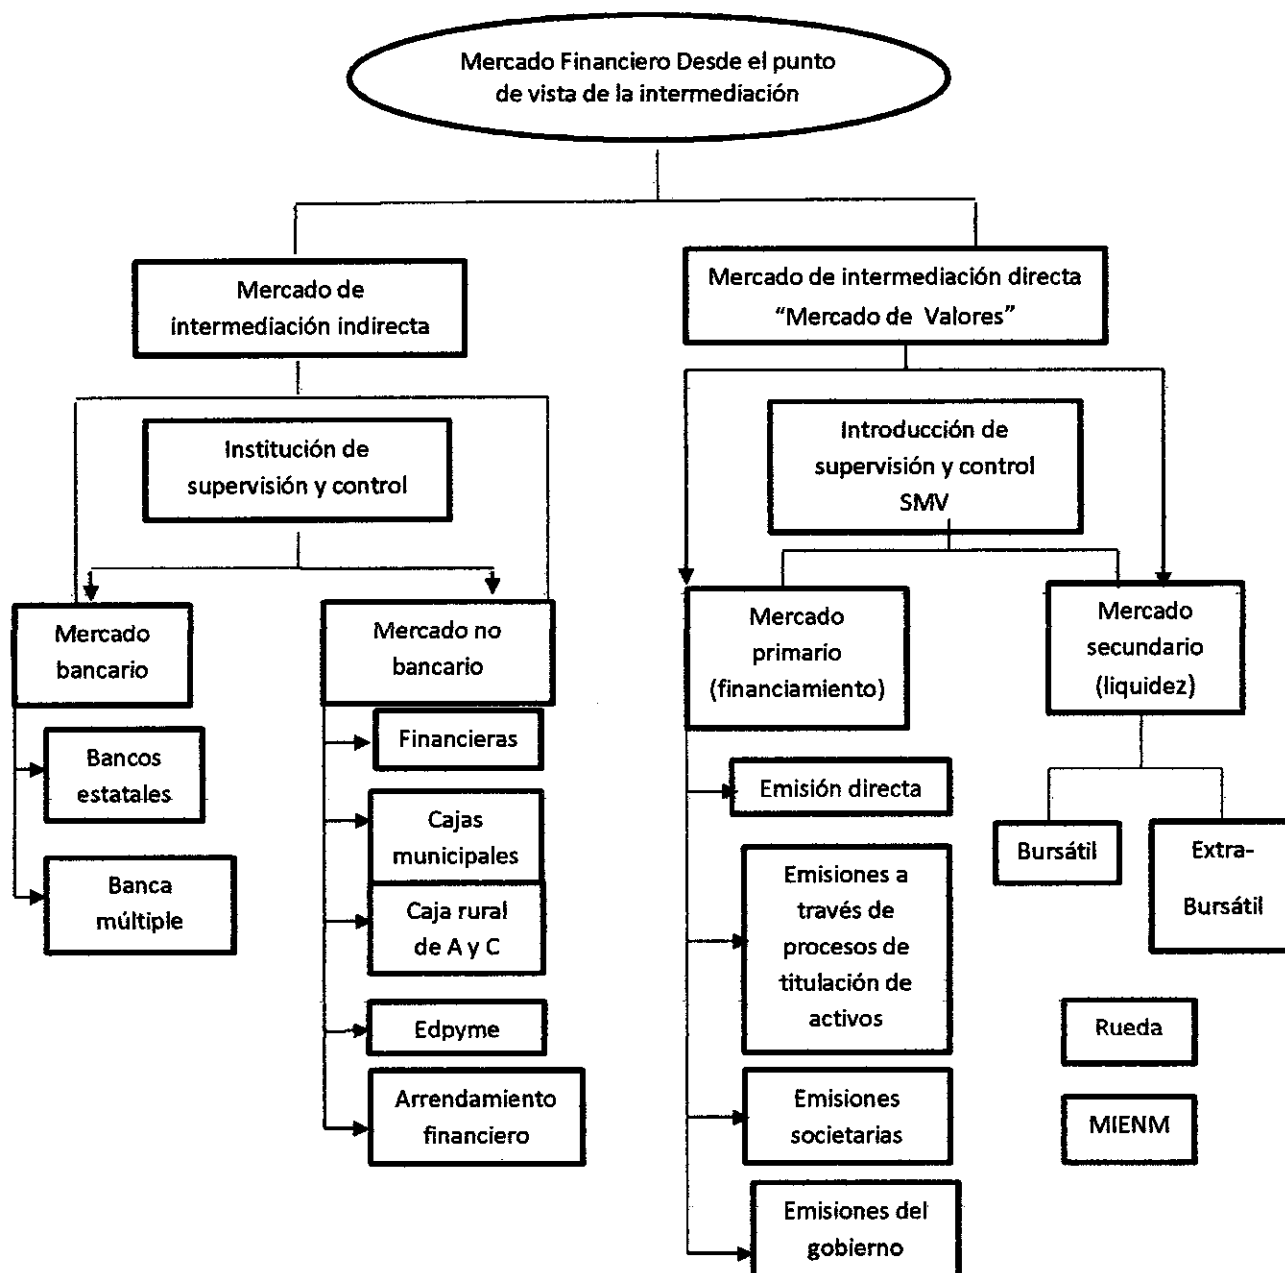 Mercado Financiero Desde el punto
de vista de la intermediación
Mercado de
intermediación indirecta
Mercado de intermediación directa
“Mercado de Valores”
Institución de
supervisión y control
Introducción de
supervisión y control
SMV
Mercado
bancario
Mercado no
bancario
Mercado
primario
(financiamiento)
Mercado
secundario
(liquidez)
Bancos
estatales
Banca
múltiple
Financieras
Cajas
municipales
Caja rural
de A y C
Edpyme
Arrendamiento
financiero
Emisión directa
Emisiones a
través de
procesos de
titulación de
activos
Emisiones
societarias
Emisiones del
gobierno
Bursátil
Extra-
Bursátil
Rueda
MIENM